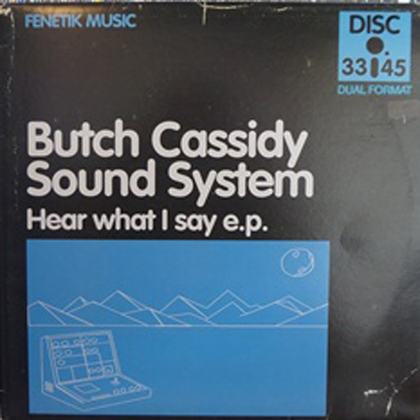 FENETIK MUSIC
DISC
33 45
DUAL FORMAT
Butch Cassidy
Sound System
Hear what I say e.p.